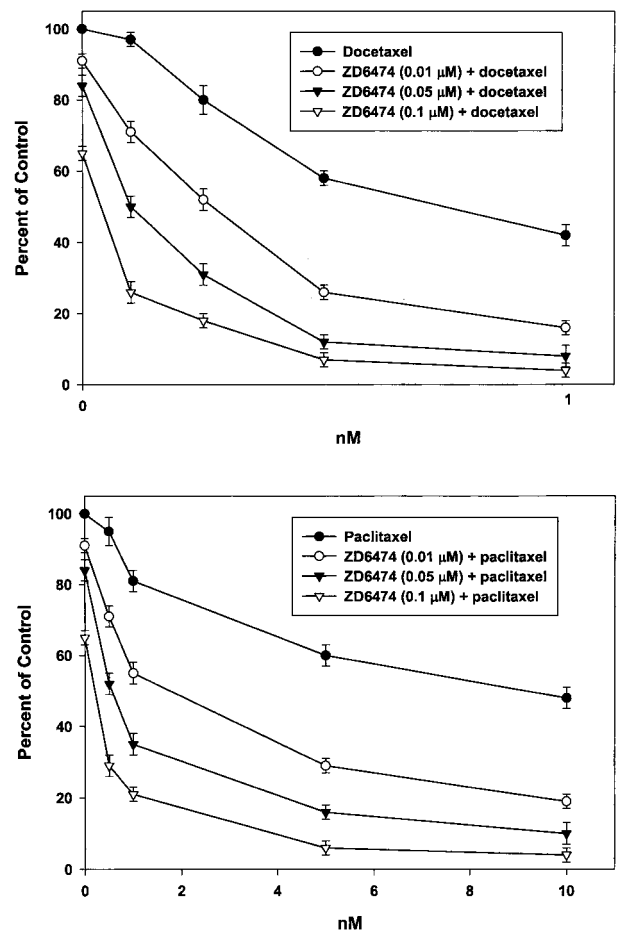 100
80
60
40
20
0
Percent of Control
Docetaxel
ZD6474 (0.01 µM) + docetaxel
ZD6474 (0.05 µM) + docetaxel
ZD6474 (0.1 µM) + docetaxel
0 1
nM
100
80
60
40
20
0
Percent of Control
Paclitaxel
ZD6474 (0.01 µM) + paclitaxel
ZD6474 (0.05 µM) + paclitaxel
ZD6474 (0.1 µM) + paclitaxel
0 2 4 6 8 10
nM